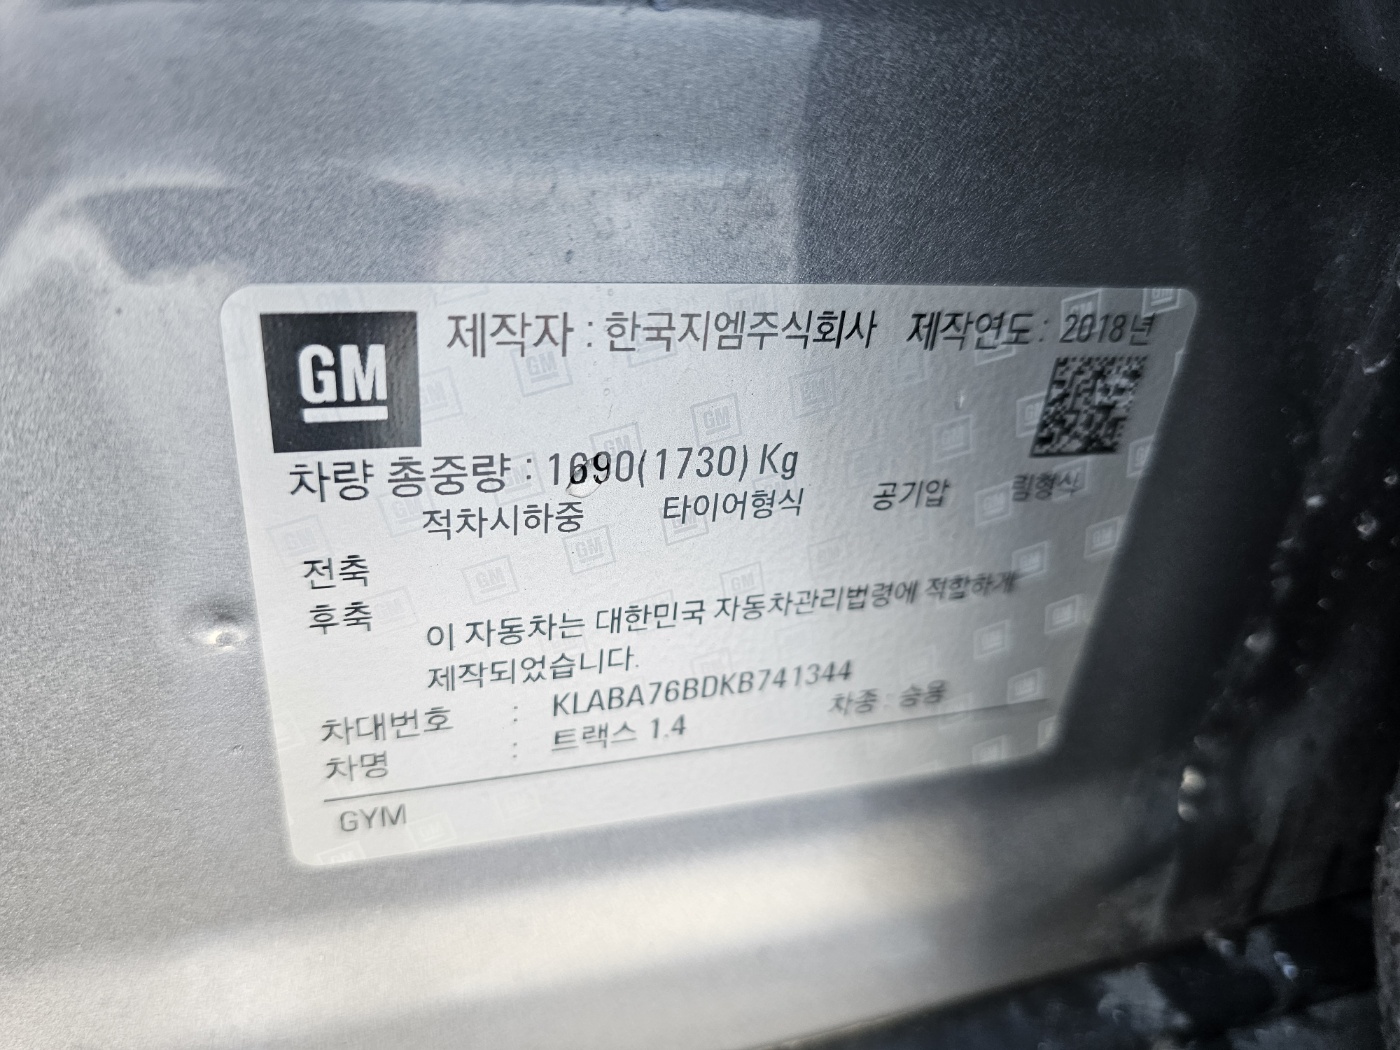 GM
제작자 : 한국지엠주식회사 제작연도 : 2018년
차량 총중량 : 1690(1730) Kg
적차시하중 타이어형식 공기압 림형식
전축
후축
이 자동차는 대한민국 자동차관리법령에 적합하게
제작되었습니다.
차대번호 : KLABA76BDKB741344
차명 : 트랙스 1.4 차종 : 승용
GYM